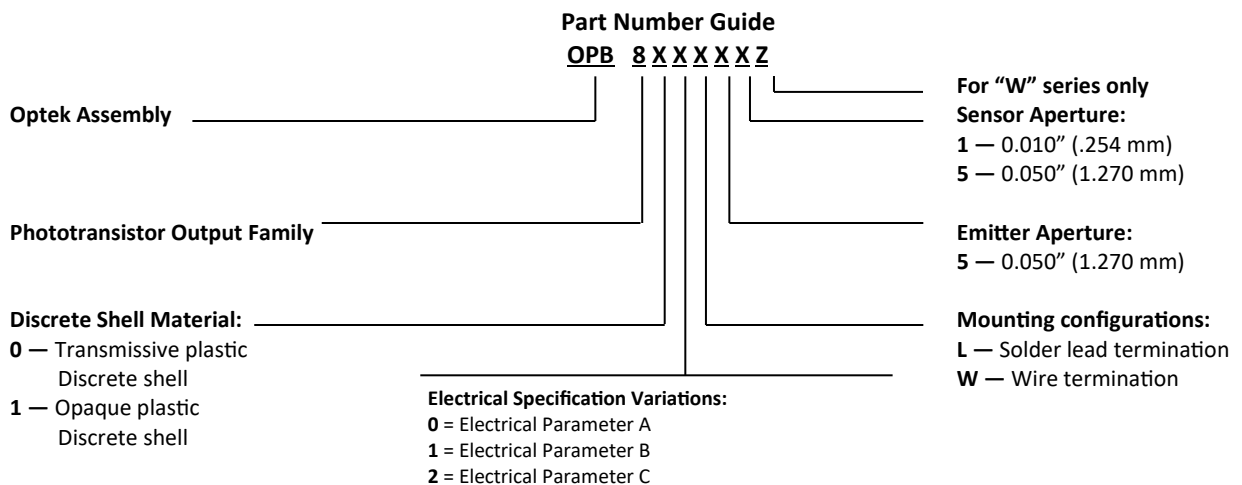 Part Number Guide
OPB 8 X X X X X Z
For “W” series only
Optek Assembly
Sensor Aperture:
1 — 0.010” (.254 mm)
5 — 0.050” (1.270 mm)
Phototransistor Output Family
Emitter Aperture:
5 — 0.050” (1.270 mm)
Discrete Shell Material:
0 — Transmissive plastic
Discrete shell
1 — Opaque plastic
Discrete shell
Mounting configurations:
L — Solder lead termination
W — Wire termination
Electrical Specification Variations:
0 = Electrical Parameter A
1 = Electrical Parameter B
2 = Electrical Parameter C